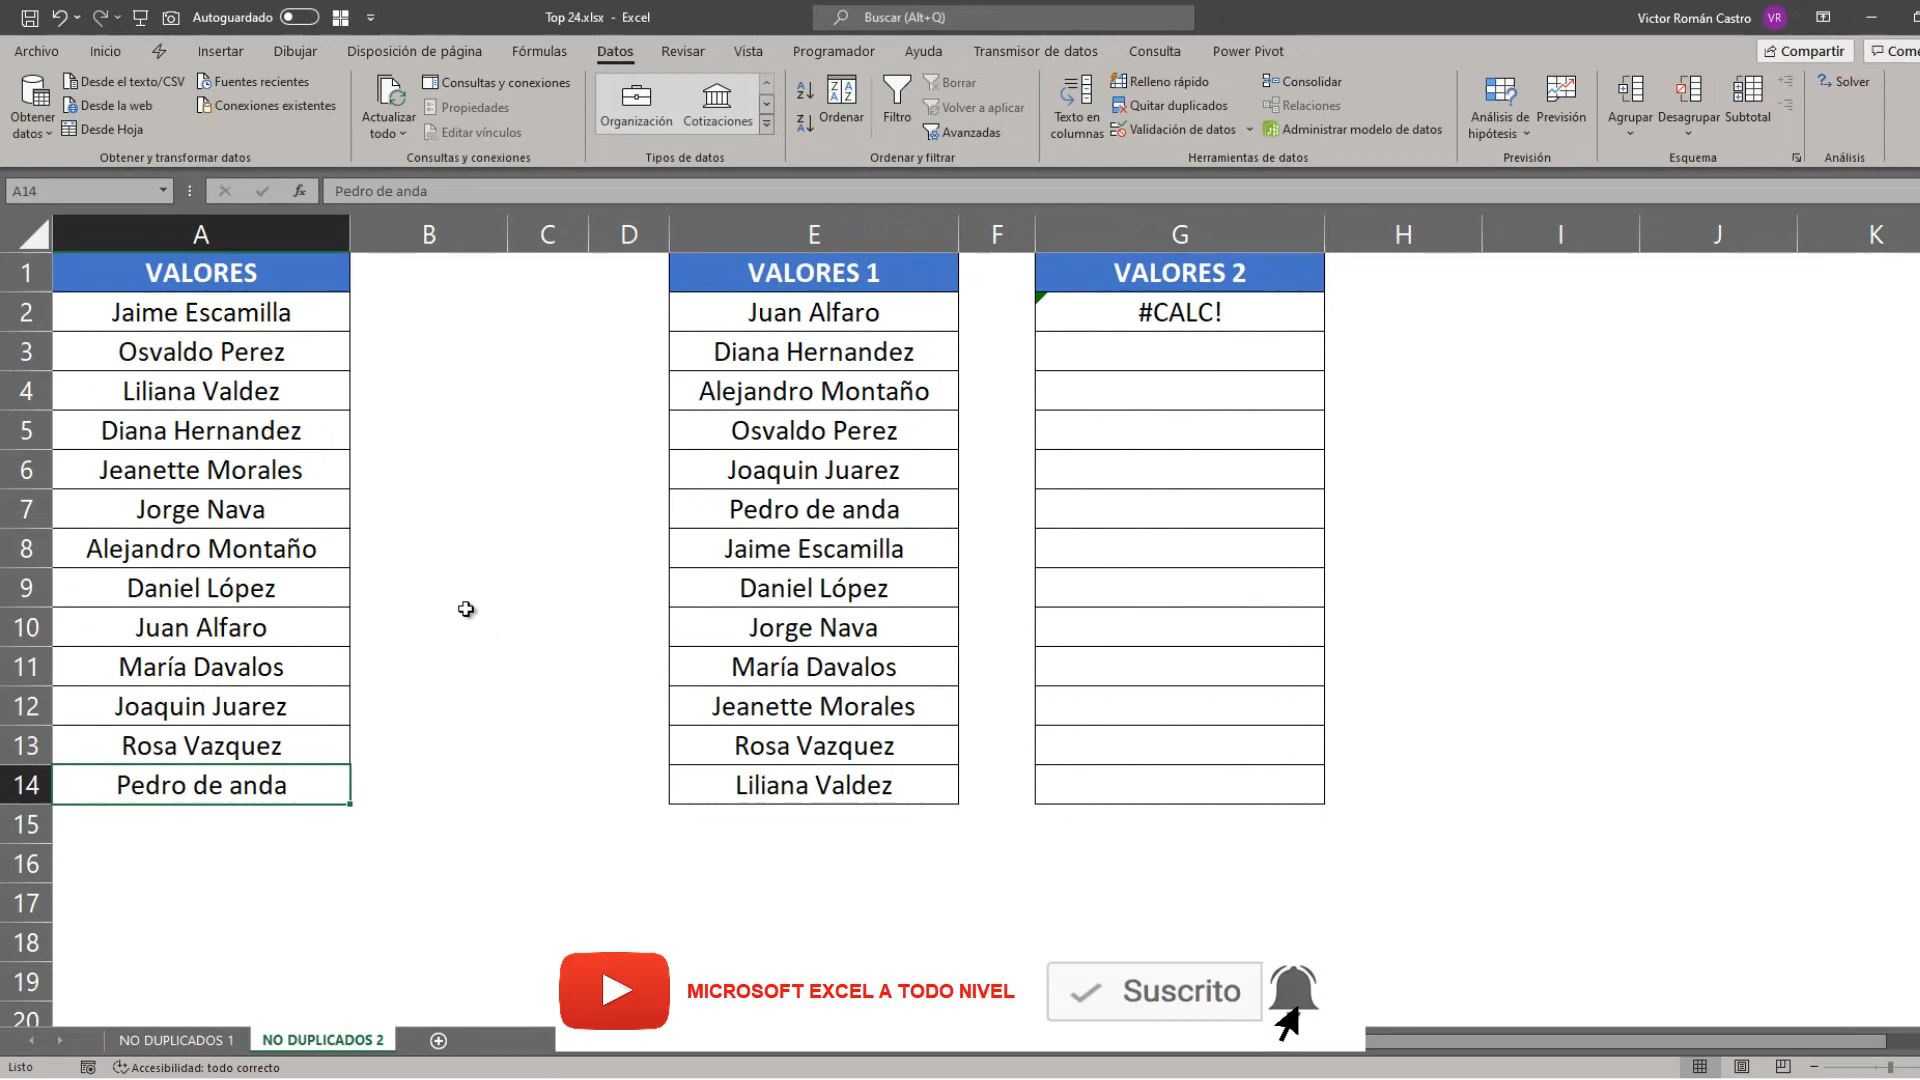 Autoguardado
Top 24.xlsx - Excel
Buscar (Alt+Q)
Victor Román Castro
VR
Archivo Inicio Insertar Dibujar Disposición de página Fórmulas Datos Revisar Vista Programador Ayuda Transmisor de datos Consulta Power Pivot
Compartir
Come
Obtener datos
Desde el texto/CSV
Desde la web
Desde Hoja
Fuentes recientes
Conexiones existentes
Obtener y transformar datos
Actualizar todo
Consultas y conexiones
Propiedades
Editar vínculos
Consultas y conexiones
Organización
Cotizaciones
Tipos de datos
Ordenar
Filtro
Borrar
Volver a aplicar
Avanzadas
Ordenar y filtrar
Texto en columnas
Relleno rápido
Quitar duplicados
Validación de datos
Consolidar
Relaciones
Administrar modelo de datos
Herramientas de datos
Análisis de hipótesis
Previsión
Previsión
Agrupar
Desagrupar
Subtotal
Esquema
Solver
Análisis
A14
fx
Pedro de anda
A B C D E F G H I J K
1 VALORES VALORES 1 VALORES 2
2 Jaime Escamilla Juan Alfaro #CALC!
3 Osvaldo Perez Diana Hernandez
4 Liliana Valdez Alejandro Montaño
5 Diana Hernandez Osvaldo Perez
6 Jeanette Morales Joaquin Juarez
7 Jorge Nava Pedro de anda
8 Alejandro Montaño Jaime Escamilla
9 Daniel López Daniel López
10 Juan Alfaro Jorge Nava
11 María Davalos María Davalos
12 Joaquin Juarez Jeanette Morales
13 Rosa Vazquez Rosa Vazquez
14 Pedro de anda Liliana Valdez
15
16
17
18
19
20
MICROSOFT EXCEL A TODO NIVEL
Suscrito
NO DUPLICADOS 1
NO DUPLICADOS 2
Listo
Accesibilidad: todo correcto